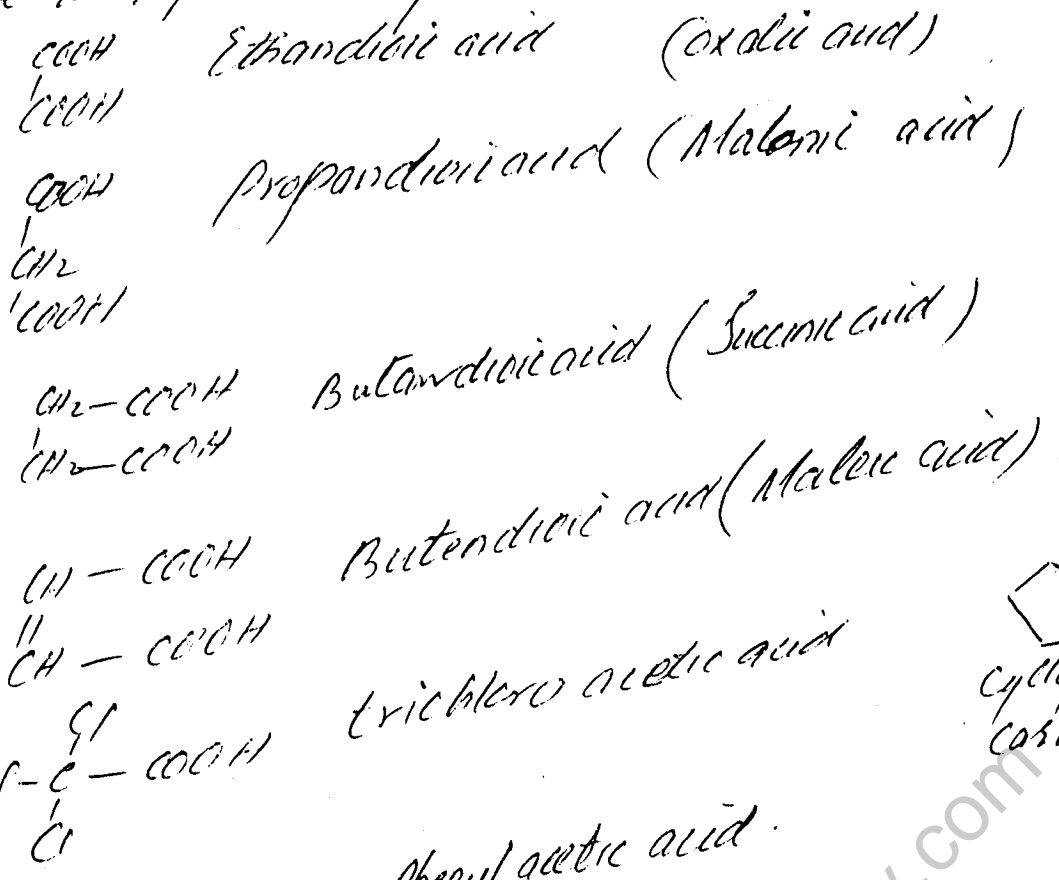 COOH Ethandioic acid (oxalic acid)
COOH
COOH Propandioic acid (Malonic acid)
CH2
COOH
CH2-COOH Butandioic acid (Succinic acid)
CH2-COOH
CH - COOH Butendioic acid (Maleic acid)
||
CH - COOH
Cl trichloro acetic acid
- C - COOH
Cl
Phenyl acetic acid.
.com